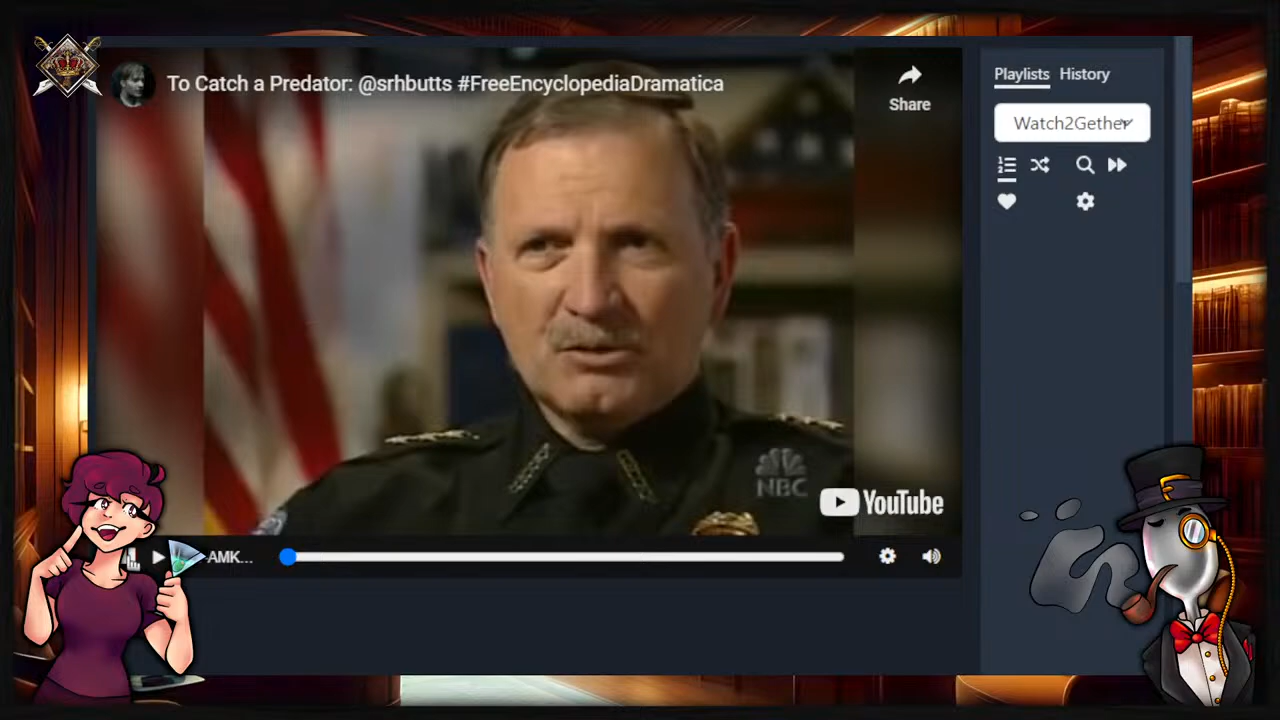 To Catch a Predator: @srhbutts #FreeEncyclopediaDramatica
Share
Playlists History
Watch2Gether
NBC
YouTube
AMK...